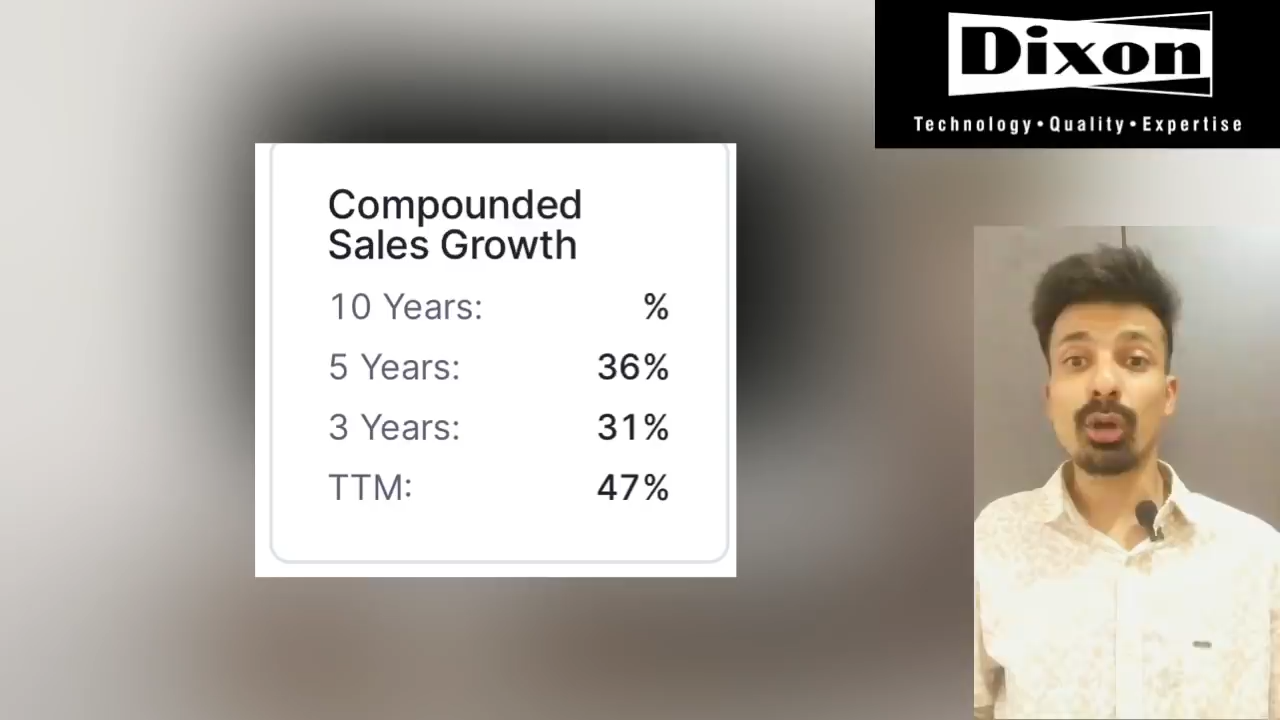 Dixon
Technology • Quality • Expertise
Compounded
Sales Growth
10 Years: %
5 Years: 36%
3 Years: 31%
TTM: 47%